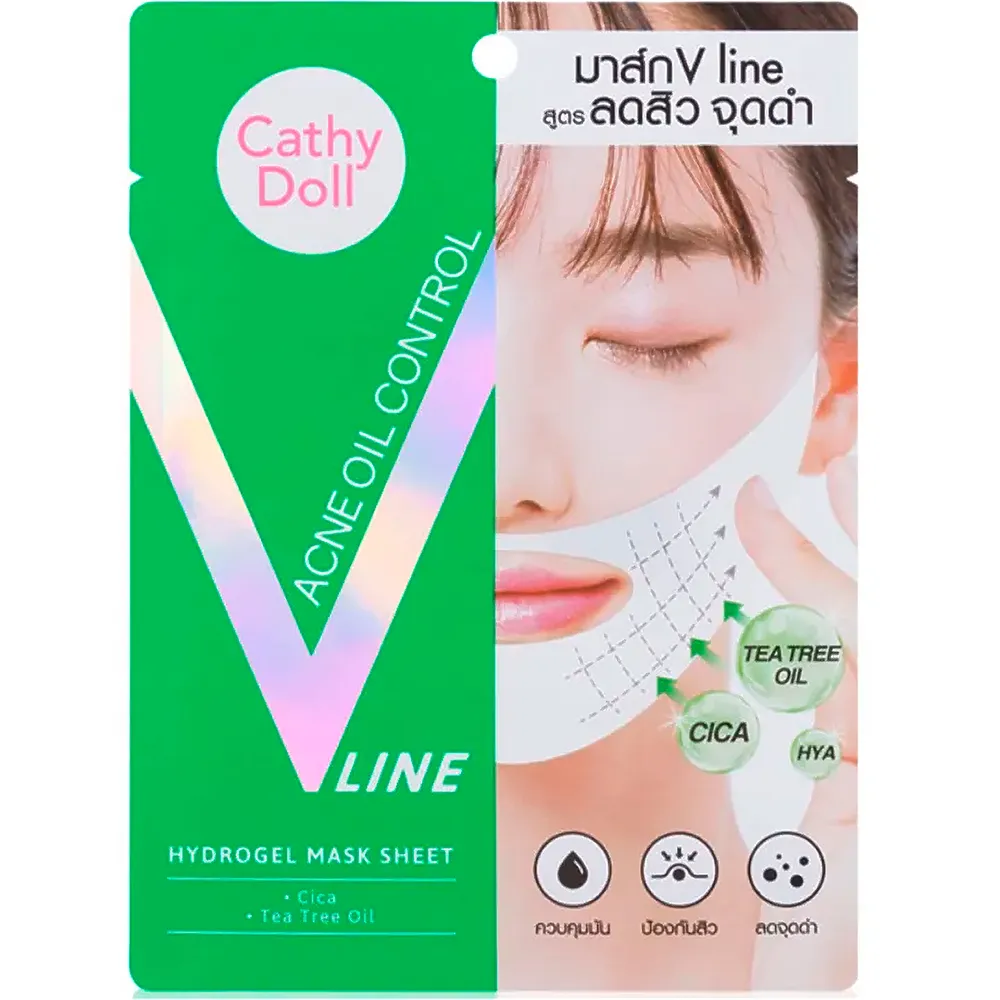 Cathy
Doll
ACNE OIL CONTROL
V LINE
HYDROGEL MASK SHEET
• Cica
• Tea Tree Oil
มาส์กV line
สูตร ลดสิว จุดดำ
TEA TREE
OIL
CICA
HYA
ควบคุมมัน
ป้องกันสิว
ลดจุดดำ